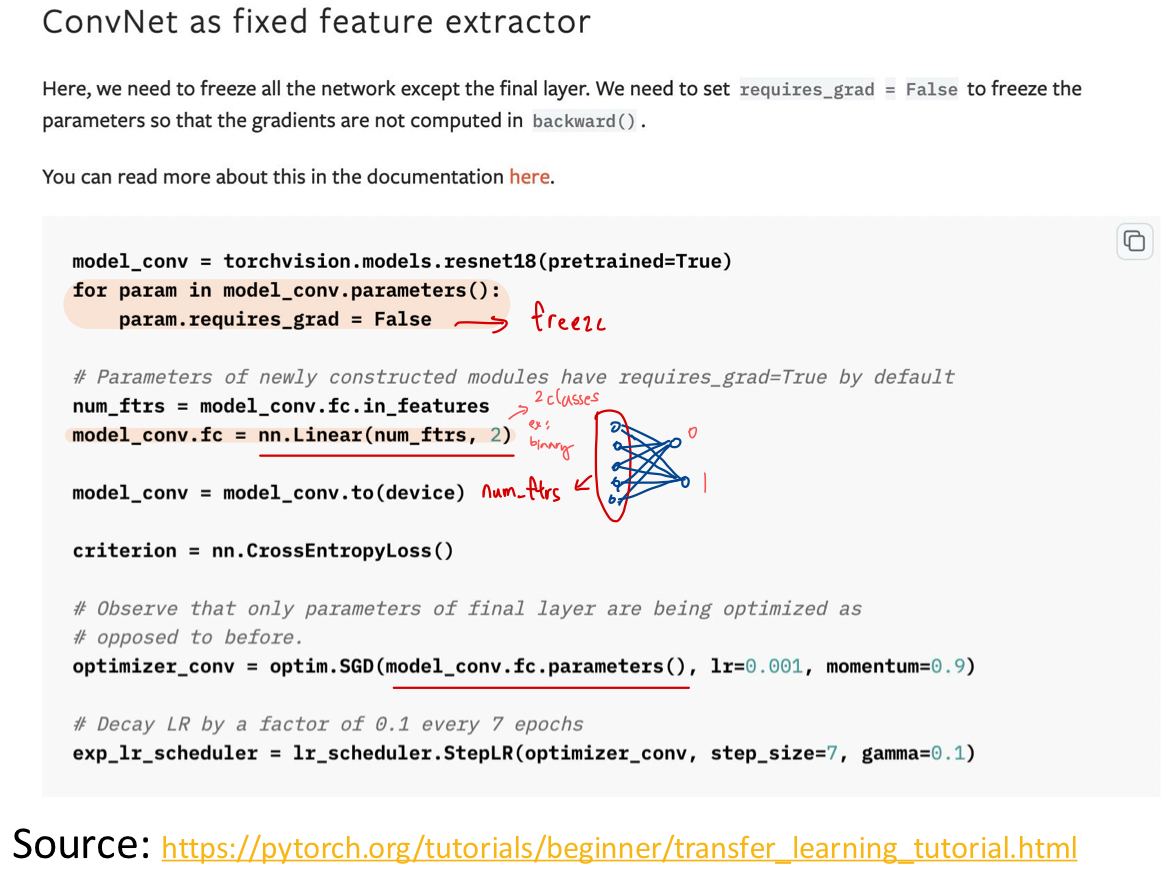 ConvNet as fixed feature extractor
Here, we need to freeze all the network except the final layer. We need to set requires_grad = False to freeze the
parameters so that the gradients are not computed in backward().
You can read more about this in the documentation here.
model_conv = torchvision.models.resnet18(pretrained=True)
for param in model_conv.parameters():
    param.requires_grad = False
freeze
# Parameters of newly constructed modules have requires_grad=True by default
num_ftrs = model_conv.fc.in_features
2 classes
ex:
binary
model_conv.fc = nn.Linear(num_ftrs, 2)
0
1
model_conv = model_conv.to(device)
num_ftrs
criterion = nn.CrossEntropyLoss()
# Observe that only parameters of final layer are being optimized as
# opposed to before.
optimizer_conv = optim.SGD(model_conv.fc.parameters(), lr=0.001, momentum=0.9)
# Decay LR by a factor of 0.1 every 7 epochs
exp_lr_scheduler = lr_scheduler.StepLR(optimizer_conv, step_size=7, gamma=0.1)
Source: https://pytorch.org/tutorials/beginner/transfer_learning_tutorial.html